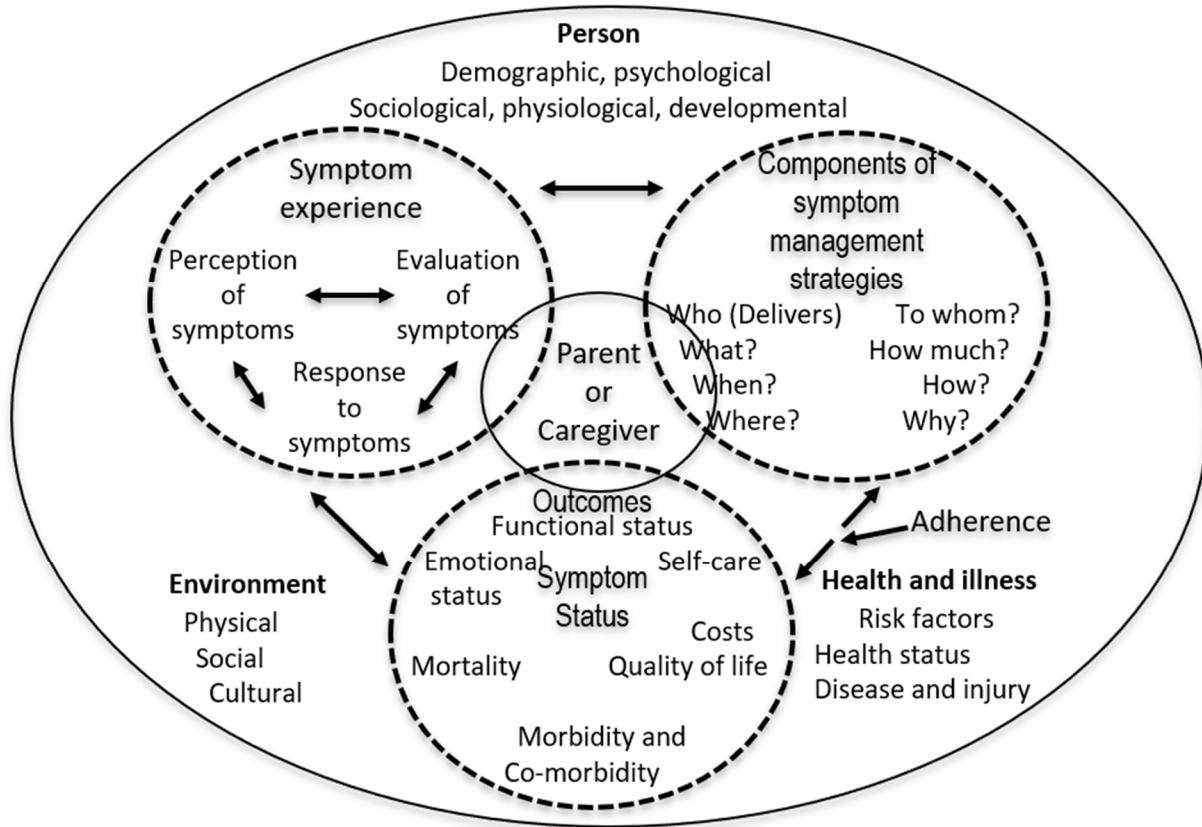 Person
Demographic, psychological
Sociological, physiological, developmental
Symptom
experience
Perception
of
symptoms
Evaluation
of
symptoms
Response
to
symptoms
Components of
symptom
management
strategies
Who (Delivers)
What?
When?
Where?
To whom?
How much?
How?
Why?
Parent
or
Caregiver
Outcomes
Functional status
Emotional
status
Symptom
Status
Self-care
Costs
Mortality
Quality of life
Morbidity and
Co-morbidity
Adherence
Environment
Physical
Social
Cultural
Health and illness
Risk factors
Health status
Disease and injury